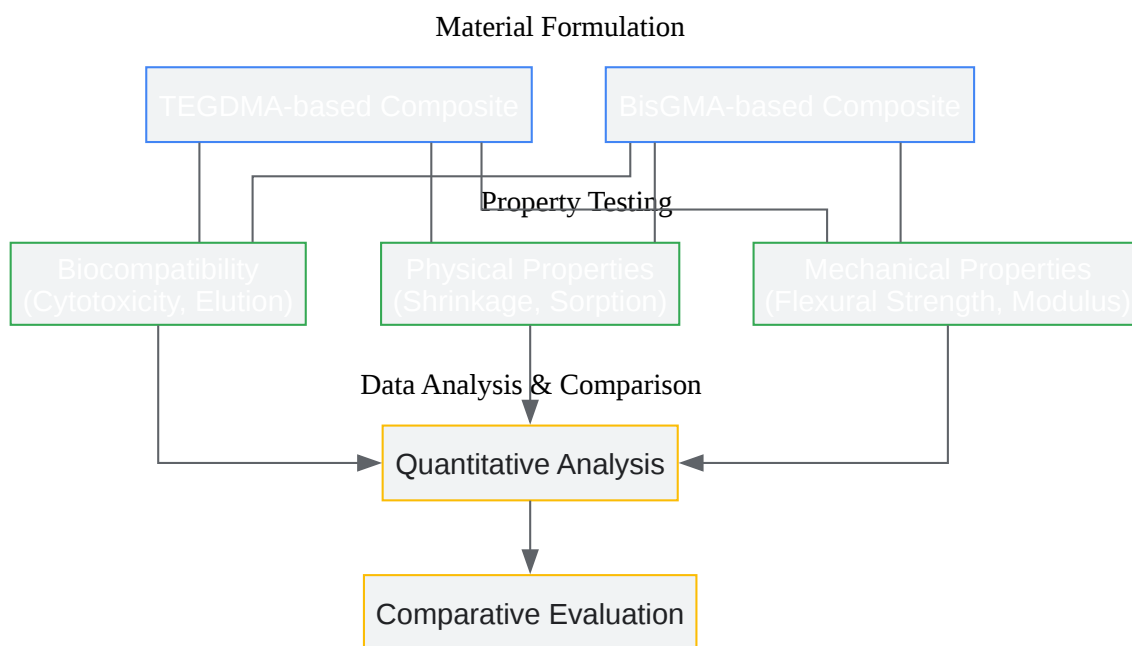 Material Formulation
TEGDMA-based Composite
BisGMA-based Composite
Property Testing
Biocompatibility
(Cytotoxicity, Elution)
Physical Properties
(Shrinkage, Sorption)
Mechanical Properties
(Flexural Strength, Modulus)
Data Analysis & Comparison
Quantitative Analysis
Comparative Evaluation